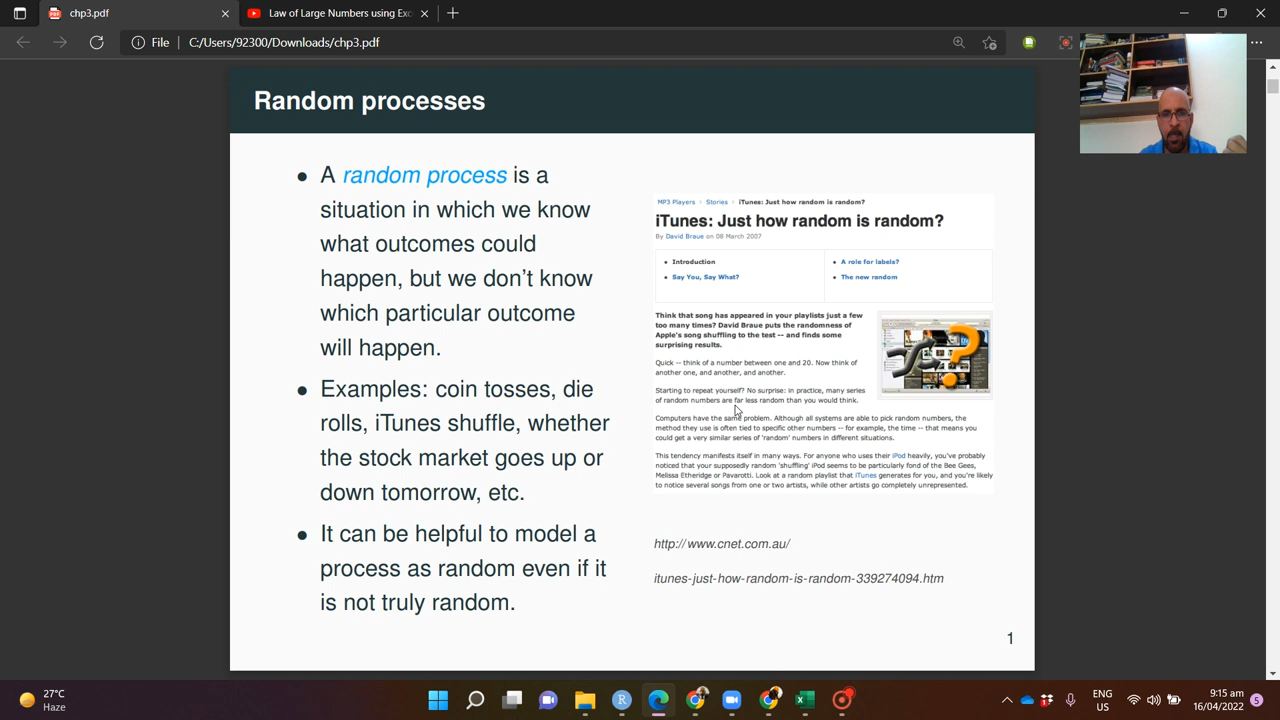 chp3.pdf
Law of Large Numbers using Exc
File
C:/Users/92300/Downloads/chp3.pdf
Random processes
A random process is a
situation in which we know
what outcomes could
happen, but we don't know
which particular outcome
will happen.
Examples: coin tosses, die
rolls, iTunes shuffle, whether
the stock market goes up or
down tomorrow, etc.
It can be helpful to model a
process as random even if it
is not truly random.
MP3 Players › Stories › iTunes: Just how random is random?
iTunes: Just how random is random?
By David Braue on 08 March 2007
Introduction
Say You, Say What?
A role for labels?
The new random
Think that song has appeared in your playlists just a few
too many times? David Braue puts the randomness of
Apple's song shuffling to the test -- and finds some
surprising results.
Quick -- think of a number between one and 20. Now think of
another one, and another, and another.
Starting to repeat yourself? No surprise: in practice, many series
of random numbers are far less random than you would think.
Computers have the same problem. Although all systems are able to pick random numbers, the
method they use is often tied to specific other numbers -- for example, the time -- that means you
could get a very similar series of 'random' numbers in different situations.
This tendency manifests itself in many ways. For anyone who uses their iPod heavily, you've probably
noticed that your supposedly random 'shuffling' iPod seems to be particularly fond of the Bee Gees,
Melissa Etheridge or Pavarotti. Look at a random playlist that iTunes generates for you, and you're likely
to notice several songs from one or two artists, while other artists go completely unrepresented.
http://www.cnet.com.au/
itunes-just-how-random-is-random-339274094.htm
1
27°C
Haze
ENG
US
9:15 am
16/04/2022
5